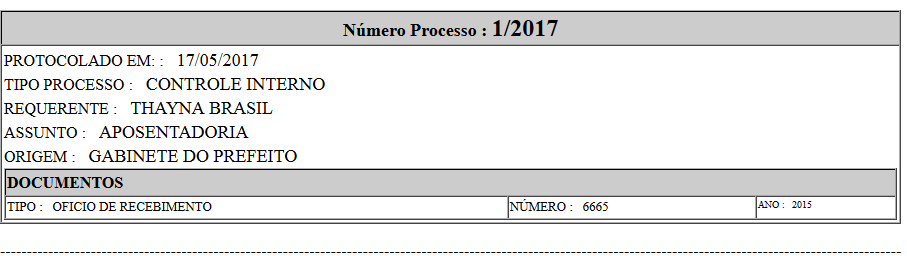 Número Processo : 1/2017
PROTOCOLADO EM: : 17/05/2017
TIPO PROCESSO : CONTROLE INTERNO
REQUERENTE : THAYNA BRASIL
ASSUNTO : APOSENTADORIA
ORIGEM : GABINETE DO PREFEITO
DOCUMENTOS
TIPO : OFICIO DE RECEBIMENTO NÚMERO : 6665 ANO : 2015